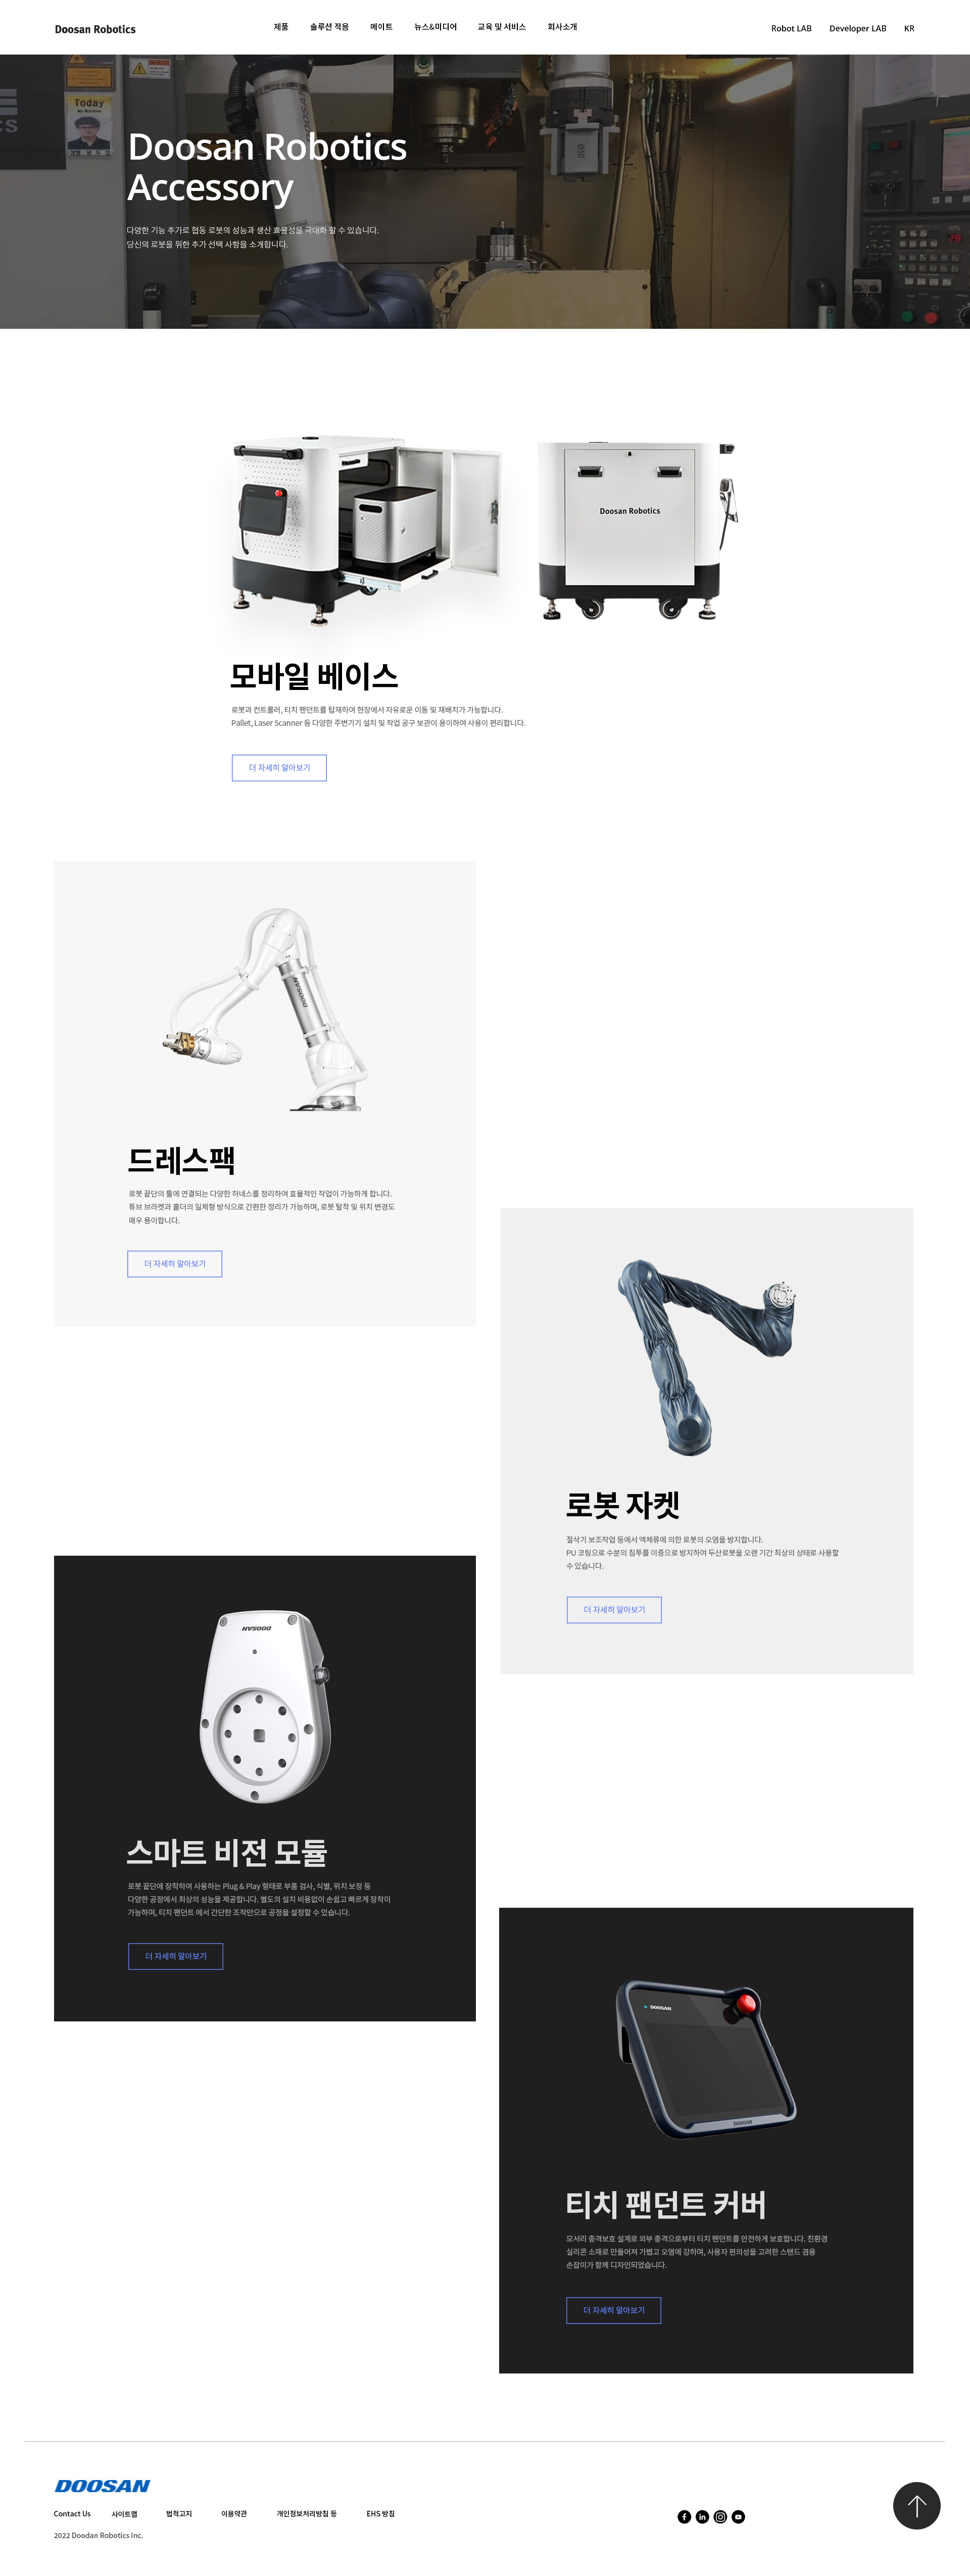 Doosan Robotics
제품
솔루션 적용
메이트
뉴스&미디어
교육 및 서비스
회사소개
Robot LAB
Developer LAB
KR
Today
Doosan Robotics
Accessory
다양한 기능 추가로 협동 로봇의 성능과 생산 효율성을 극대화 할 수 있습니다.
당신의 로봇을 위한 추가 선택 사항을 소개합니다.
Doosan Robotics
모바일 베이스
로봇과 컨트롤러, 티치 팬던트를 탑재하여 현장에서 자유로운 이동 및 재배치가 가능합니다.
Pallet, Laser Scanner 등 다양한 주변기기 설치 및 작업 공구 보관이 용이하여 사용이 편리합니다.
더 자세히 알아보기
DOOSAN
드레스팩
로봇 끝단의 툴에 연결되는 다양한 하네스를 정리하여 효율적인 작업이 가능하게 합니다.
튜브 브라켓과 홀더의 일체형 방식으로 간편한 정리가 가능하며, 로봇 탈착 및 위치 변경도
매우 용이합니다.
더 자세히 알아보기
로봇 자켓
절삭기 보조작업 등에서 액체류에 의한 로봇의 오염을 방지합니다.
PU 코팅으로 수분의 침투를 이중으로 방지하여 두산로봇을 오랜 기간 최상의 상태로 사용할
수 있습니다.
더 자세히 알아보기
DOOSAN
스마트 비전 모듈
로봇 끝단에 장착하여 사용하는 Plug & Play 형태로 부품 검사, 식별, 위치 보정 등
다양한 공정에서 최상의 성능을 제공합니다. 별도의 설치 비용없이 손쉽고 빠르게 장착이
가능하며, 티치 팬던트 에서 간단한 조작만으로 공정을 설정할 수 있습니다.
더 자세히 알아보기
DOOSAN
DOOSAN
티치 팬던트 커버
모서리 충격보호 설계로 외부 충격으로부터 티치 팬던트를 안전하게 보호합니다. 친환경
실리콘 소재로 만들어져 가볍고 오염에 강하며, 사용자 편의성을 고려한 스탠드 겸용
손잡이가 함께 디자인되었습니다.
더 자세히 알아보기
DOOSAN
Contact Us
사이트맵
법적고지
이용약관
개인정보처리방침 등
EHS 방침
2022 Doodan Robotics Inc.